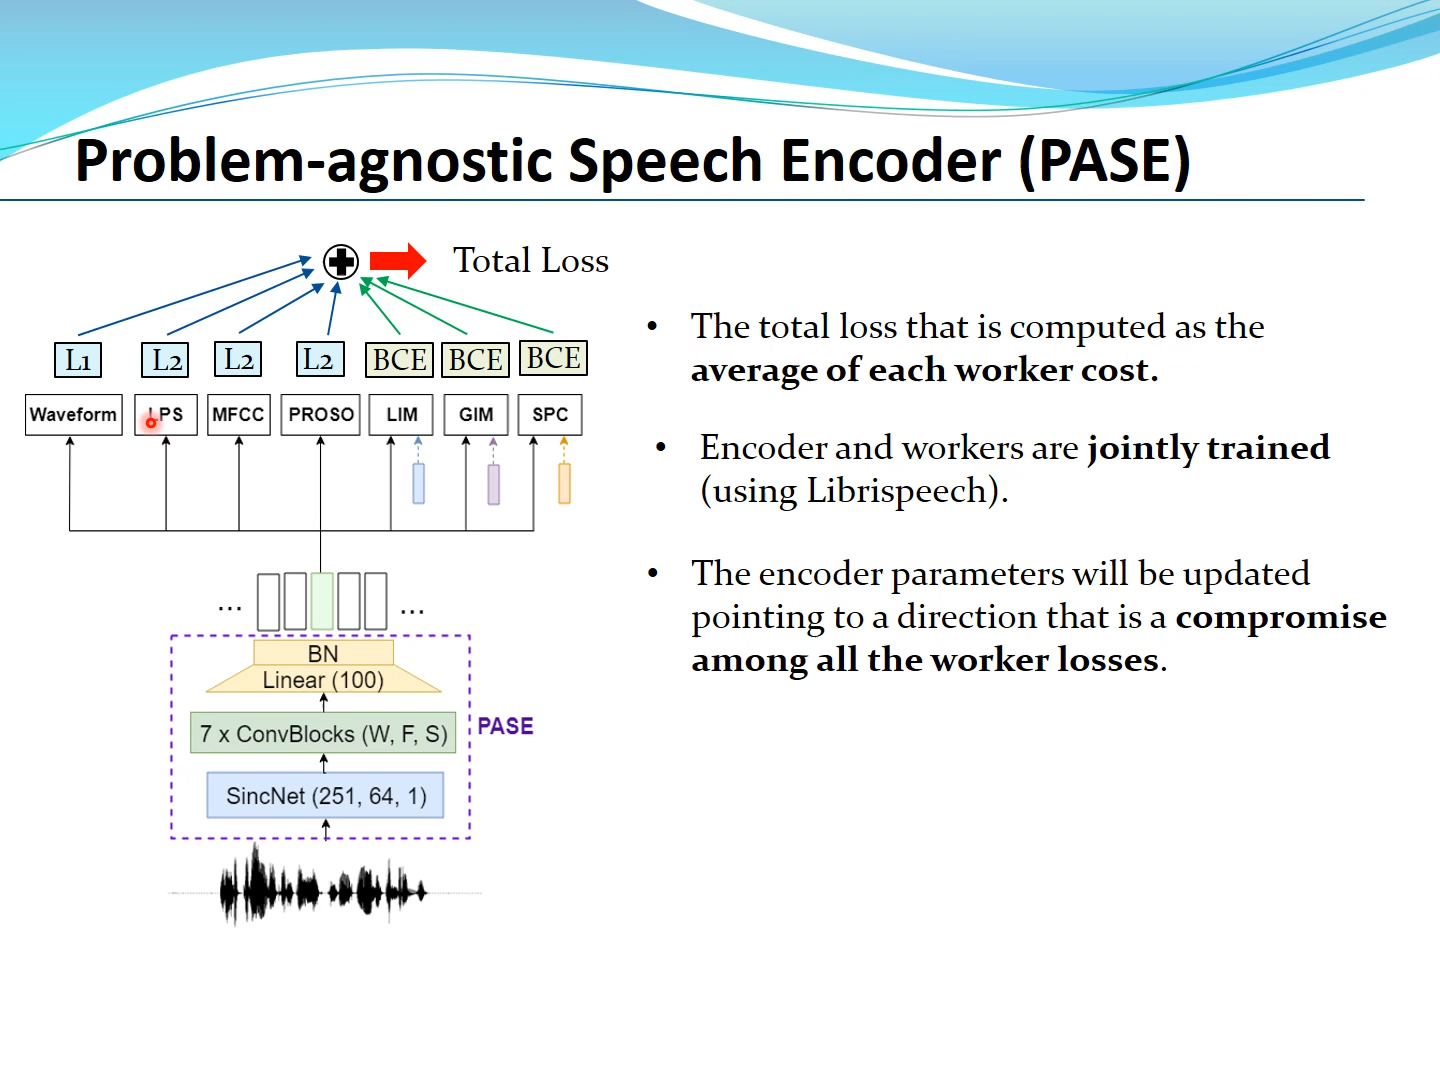 Problem-agnostic Speech Encoder (PASE)
Total Loss
L1 L2 L2 L2 BCE BCE BCE
Waveform LPS MFCC PROSO LIM GIM SPC
... ...
BN
Linear (100)
7 x ConvBlocks (W, F, S)
PASE
SincNet (251, 64, 1)
• The total loss that is computed as the
average of each worker cost.
• Encoder and workers are jointly trained
(using Librispeech).
• The encoder parameters will be updated
pointing to a direction that is a compromise
among all the worker losses.